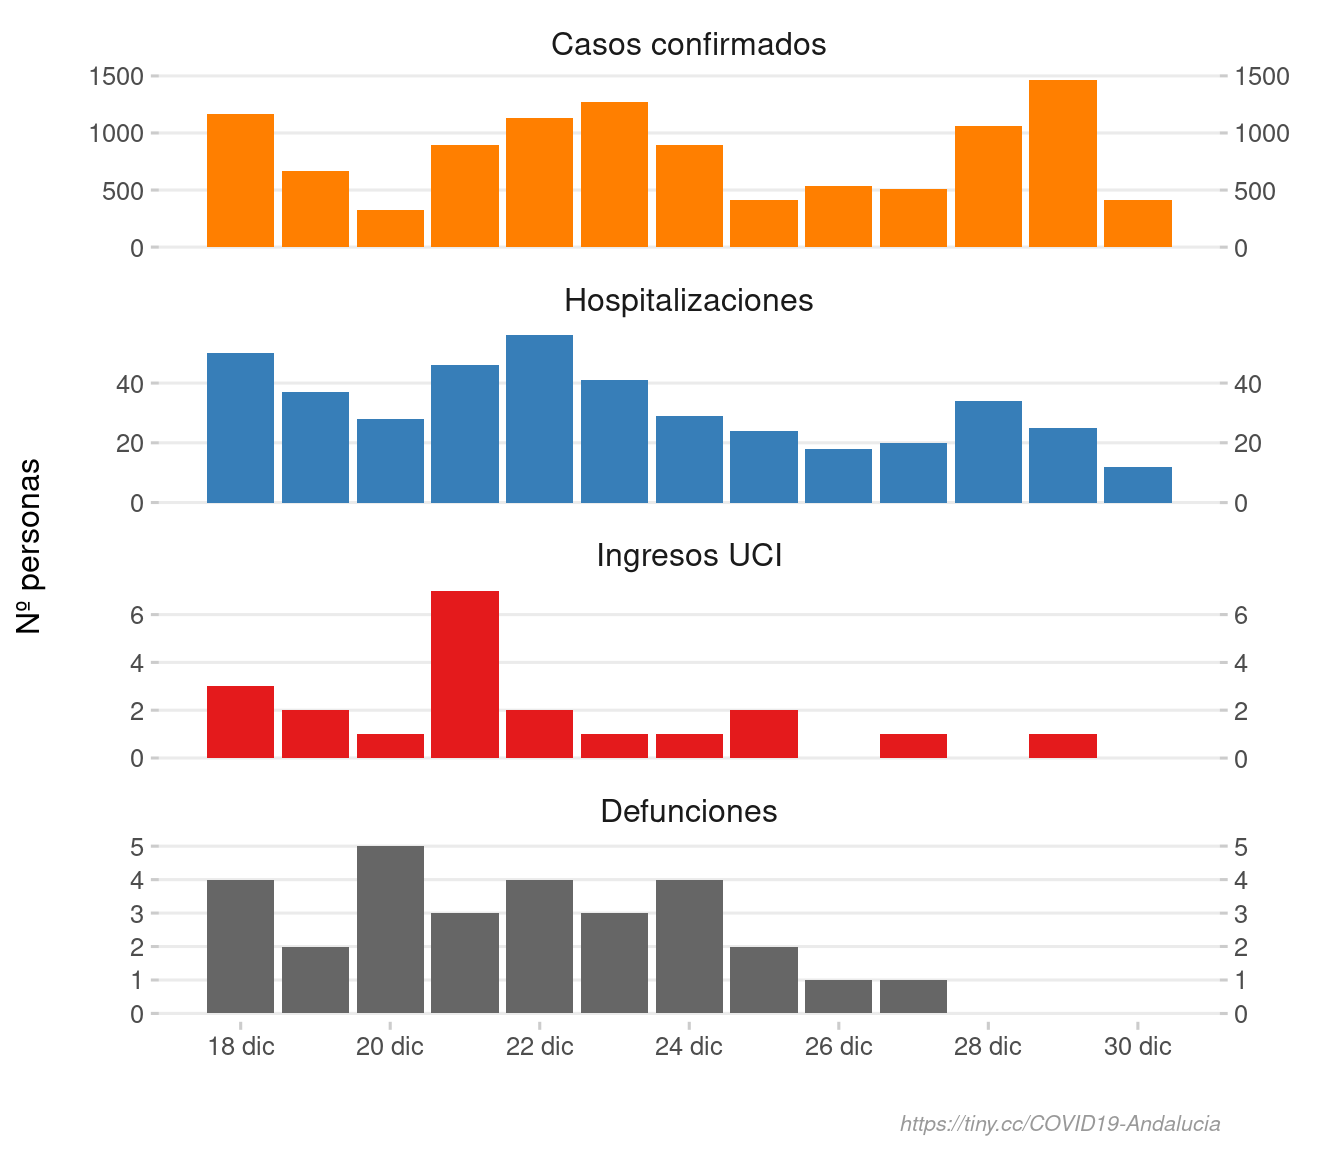 Casos confirmados
1500 1500
1000 1000
500 500
0 0
Hospitalizaciones
40 40
20 20
0 0
Ingresos UCI
6 6
4 4
2 2
0 0
Nº personas
Defunciones
5 5
4 4
3 3
2 2
1 1
0 0
18 dic 20 dic 22 dic 24 dic 26 dic 28 dic 30 dic
https://tiny.cc/COVID19-Andalucia